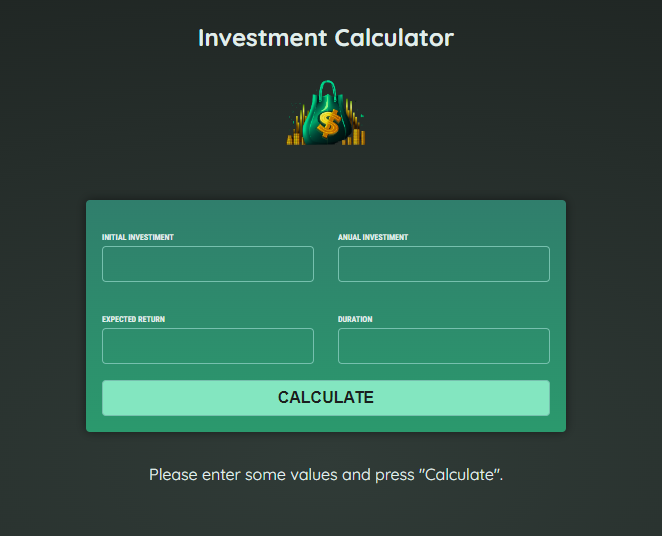 Investment Calculator
$
INITIAL INVESTIMENT
ANUAL INVESTIMENT
EXPECTED RETURN
DURATION
CALCULATE
Please enter some values and press "Calculate".